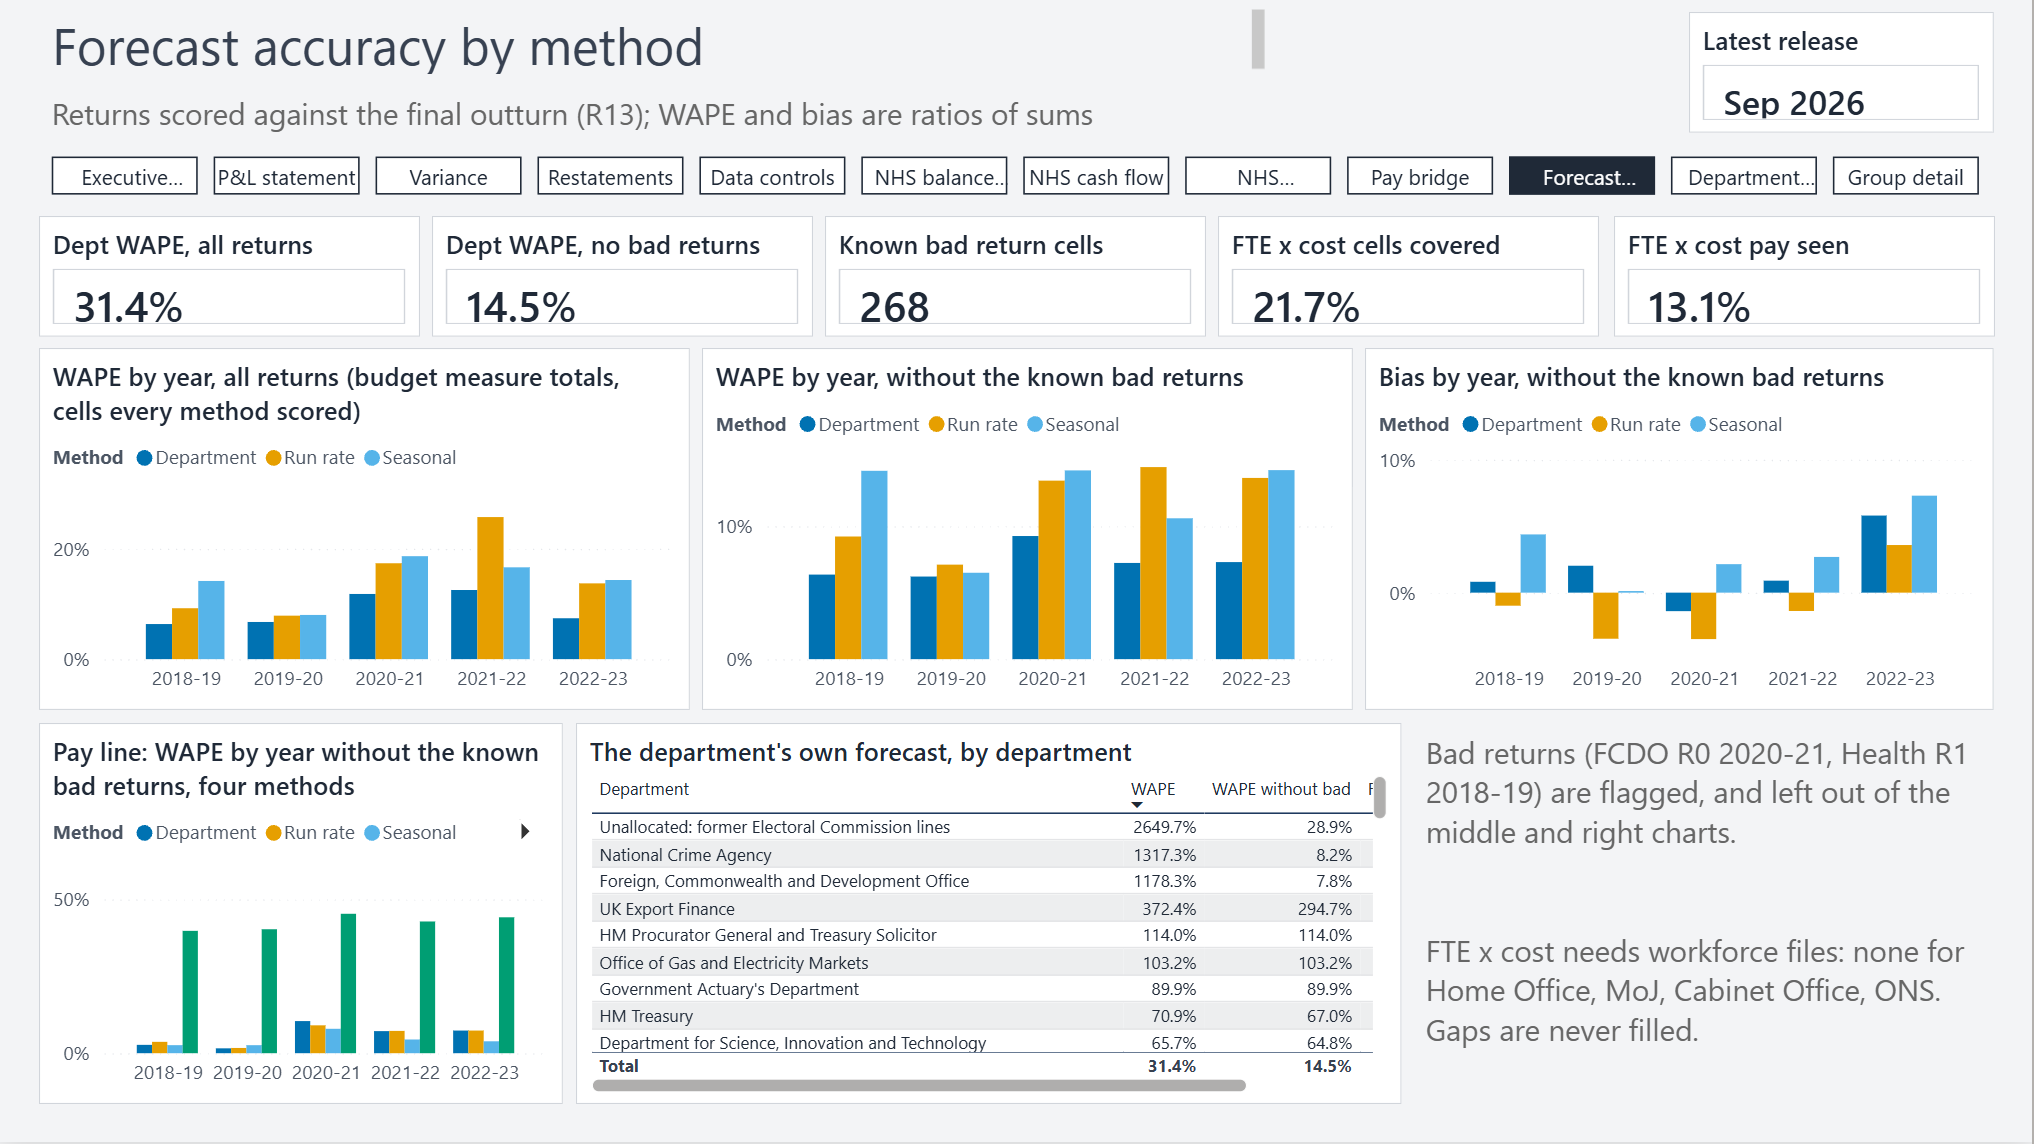 Forecast accuracy by method
Returns scored against the final outturn (R13); WAPE and bias are ratios of sums
Latest release
Sep 2026
Executive...
P&L statement
Variance
Restatements
Data controls
NHS balance...
NHS cash flow
NHS...
Pay bridge
Forecast...
Department...
Group detail
Dept WAPE, all returns
31.4%
Dept WAPE, no bad returns
14.5%
Known bad return cells
268
FTE x cost cells covered
21.7%
FTE x cost pay seen
13.1%
WAPE by year, all returns (budget measure totals,
cells every method scored)
Method Department Run rate Seasonal
20%
0%
2018-19 2019-20 2020-21 2021-22 2022-23
WAPE by year, without the known bad returns
Method Department Run rate Seasonal
10%
0%
2018-19 2019-20 2020-21 2021-22 2022-23
Bias by year, without the known bad returns
Method Department Run rate Seasonal
10%
0%
2018-19 2019-20 2020-21 2021-22 2022-23
Pay line: WAPE by year without the known
bad returns, four methods
Method Department Run rate Seasonal
50%
0%
2018-19 2019-20 2020-21 2021-22 2022-23
The department's own forecast, by department
Department WAPE WAPE without bad
Unallocated: former Electoral Commission lines 2649.7% 28.9%
National Crime Agency 1317.3% 8.2%
Foreign, Commonwealth and Development Office 1178.3% 7.8%
UK Export Finance 372.4% 294.7%
HM Procurator General and Treasury Solicitor 114.0% 114.0%
Office of Gas and Electricity Markets 103.2% 103.2%
Government Actuary's Department 89.9% 89.9%
HM Treasury 70.9% 67.0%
Department for Science, Innovation and Technology 65.7% 64.8%
Total 31.4% 14.5%
Bad returns (FCDO R0 2020-21, Health R1
2018-19) are flagged, and left out of the
middle and right charts.
FTE x cost needs workforce files: none for
Home Office, MoJ, Cabinet Office, ONS.
Gaps are never filled.